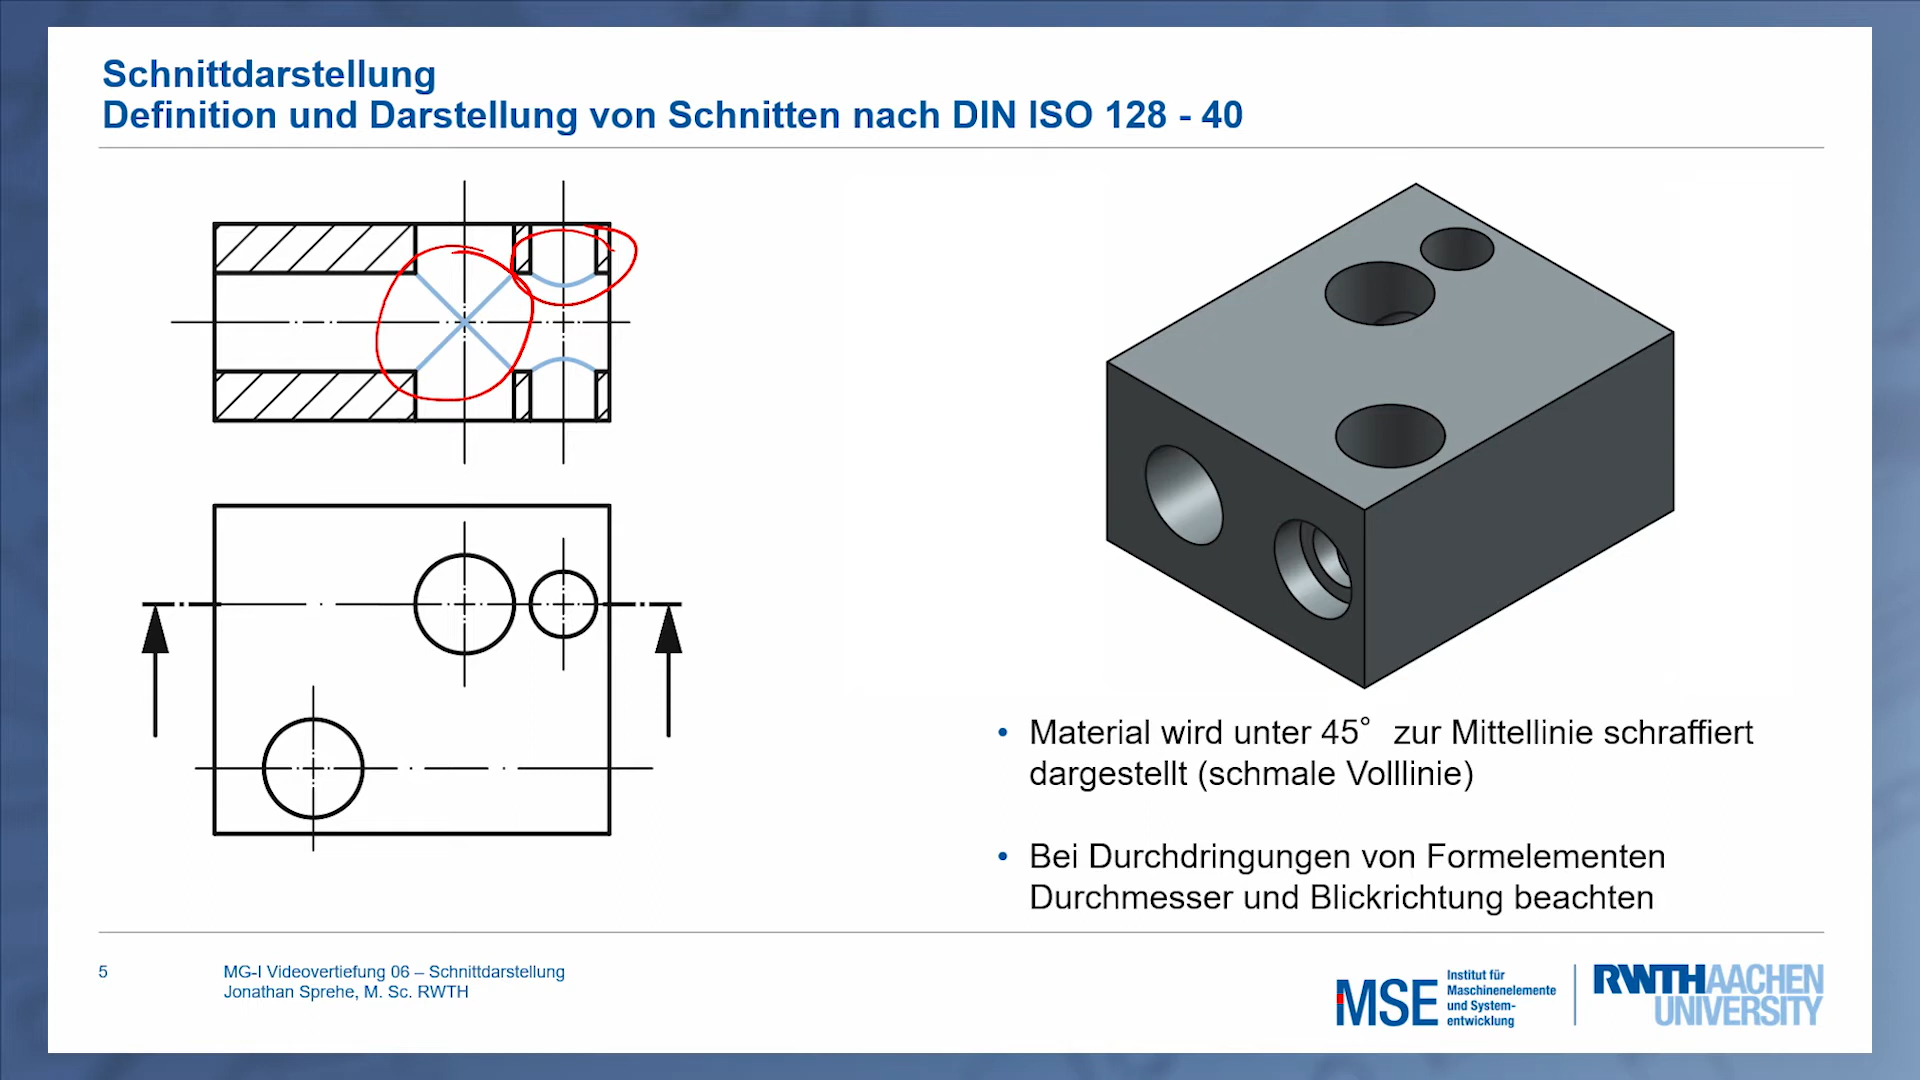 Schnittdarstellung
Definition und Darstellung von Schnitten nach DIN ISO 128 - 40
• Material wird unter 45° zur Mittellinie schraffiert
dargestellt (schmale Volllinie)
• Bei Durchdringungen von Formelementen
Durchmesser und Blickrichtung beachten
5
MG-I Videovertiefung 06 – Schnittdarstellung
Jonathan Sprehe, M. Sc. RWTH
MSE
Institut für
Maschinenelemente
und System-
entwicklung
RWTH AACHEN
UNIVERSITY